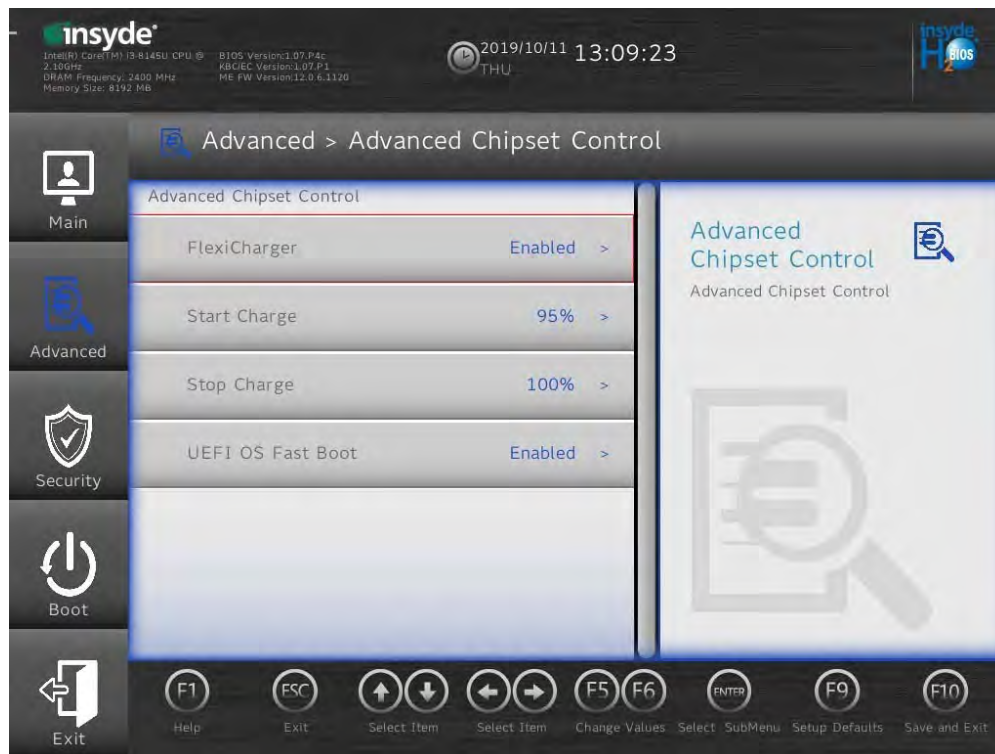 insyde®
Intel(R) Core(TM) i3-8145U CPU @
2.10GHz
DRAM Frequency: 2400 MHz
Memory Size: 8192 MB
BIOS Version:1.07.P4c
KBC/EC Version:1.07.P1
ME FW Version:12.0.6.1120
2019/10/11 13:09:23
THU
insyde
H2O BIOS
Main
Advanced
Security
Boot
Exit
Advanced > Advanced Chipset Control
Advanced Chipset Control
FlexiCharger Enabled >
Start Charge 95% >
Stop Charge 100% >
UEFI OS Fast Boot Enabled >
Advanced
Chipset Control
Advanced Chipset Control
F1 ESC F5 F6 ENTER F9 F10
Help Exit Select Item Select Item Change Values Select SubMenu Setup Defaults Save and Exit